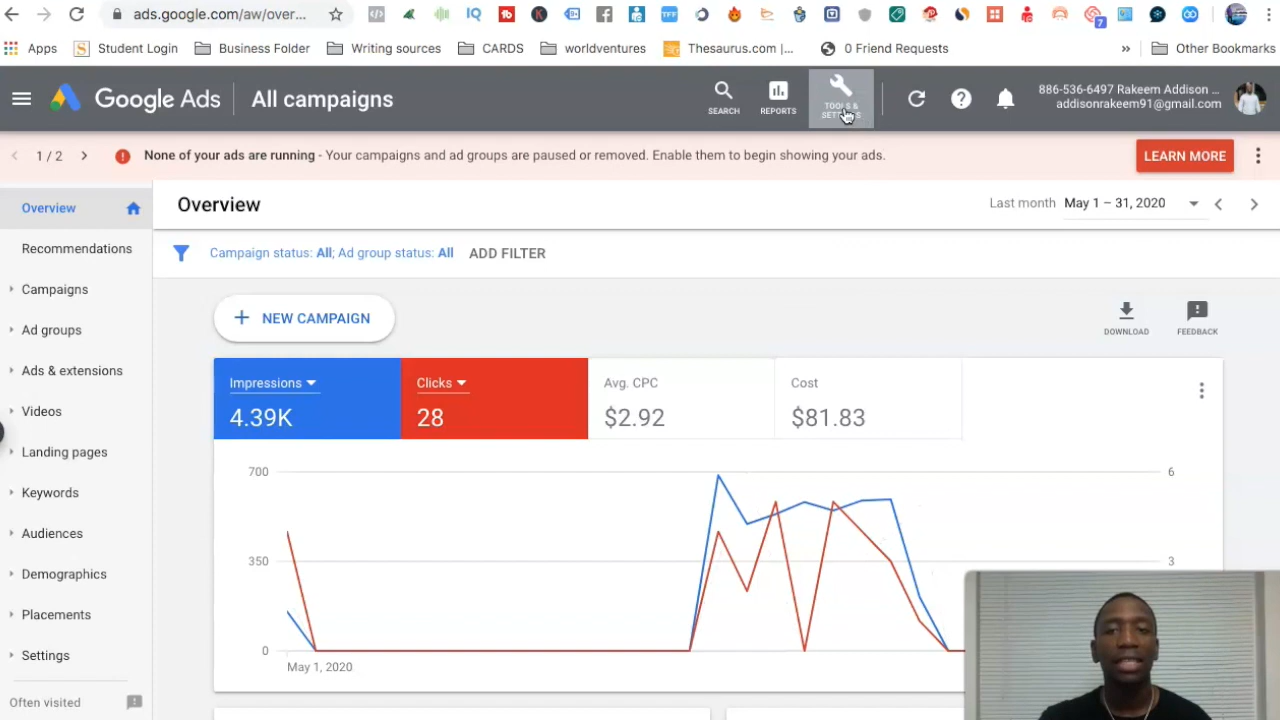 ads.google.com/aw/over...
7
Apps
Student Login
Business Folder
Writing sources
CARDS
worldventures
Thesaurus.com |...
0 Friend Requests
»
Other Bookmarks
Google Ads
All campaigns
SEARCH
REPORTS
TOOLS &
886-536-6497 Rakeem Addison ...
addisonrakeem91@gmail.com
1 / 2
None of your ads are running - Your campaigns and ad groups are paused or removed. Enable them to begin showing your ads.
LEARN MORE
Overview
Recommendations
Campaigns
Ad groups
Ads & extensions
Videos
Landing pages
Keywords
Audiences
Demographics
Placements
Settings
Often visited
Overview
Last month
May 1 – 31, 2020
Campaign status: All; Ad group status: All
ADD FILTER
+ NEW CAMPAIGN
DOWNLOAD
FEEDBACK
Impressions
4.39K
Clicks
28
Avg. CPC
$2.92
Cost
$81.83
700
6
350
3
0
May 1, 2020